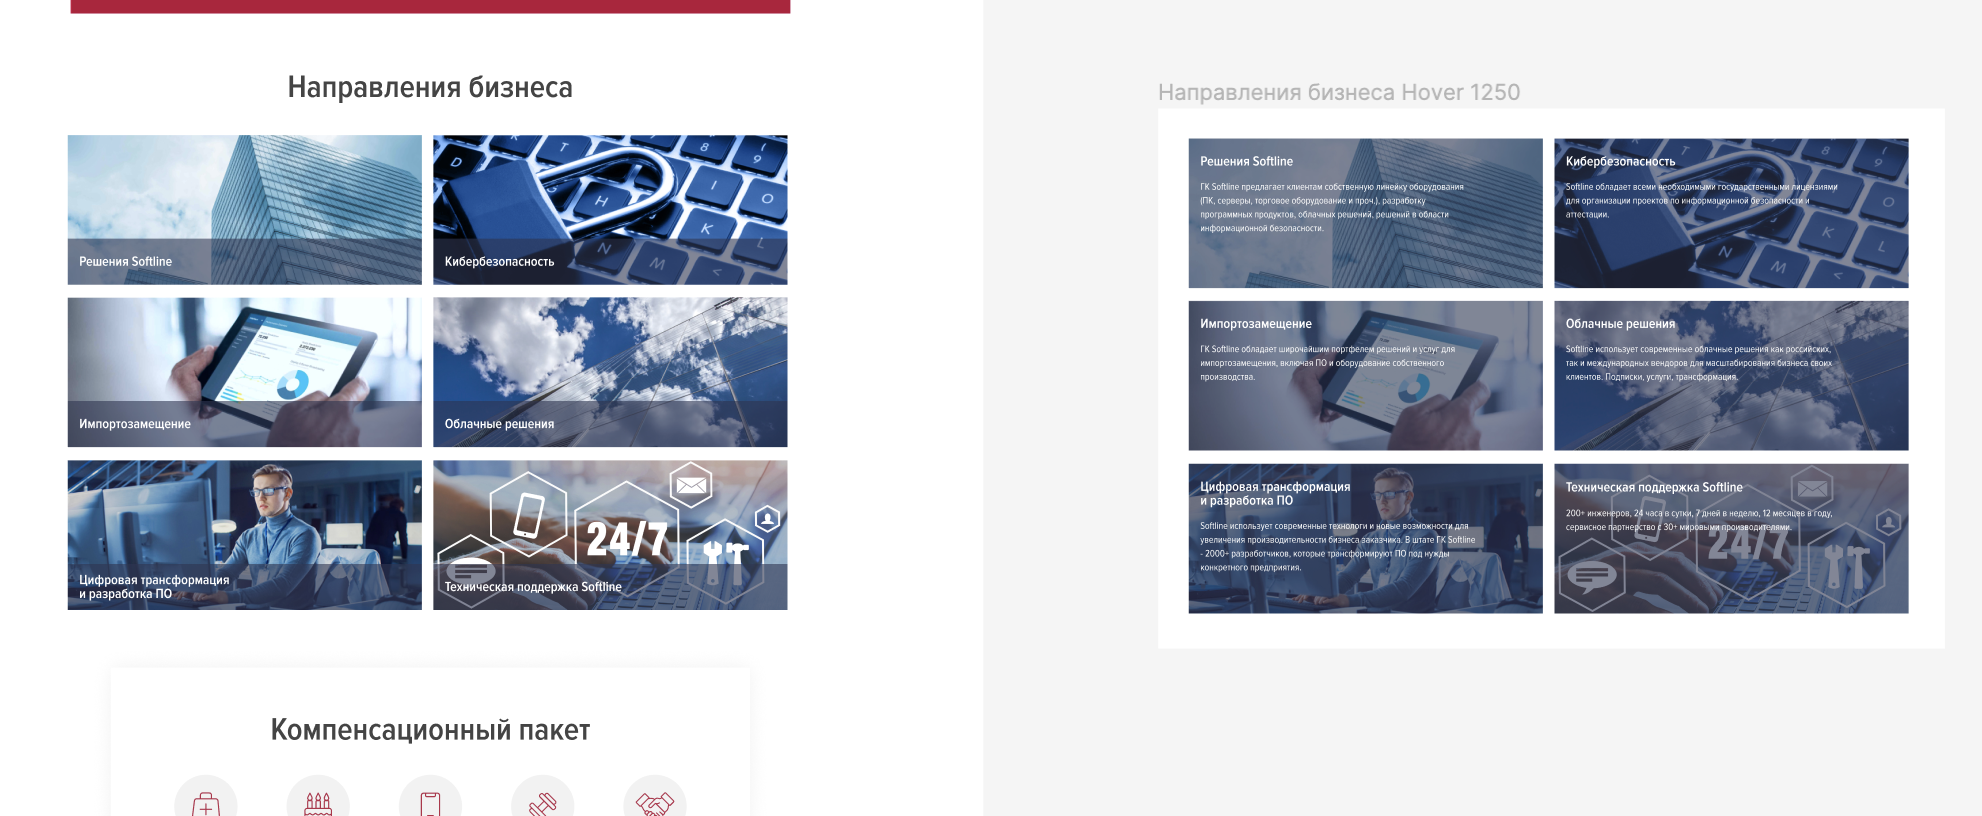 Направления бизнеса
Решения Softline
Кибербезопасность
Импортозамещение
Облачные решения
Цифровая трансформация
и разработка ПО
24/7
Техническая поддержка Softline
Компенсационный пакет
Направления бизнеса Hover 1250
Решения Softline
ГК Softline предлагает клиентам собственную линейку оборудования
(ПК, серверы, торговое оборудование и проч.), разработку
программных продуктов, облачных решений, решений в области
информационной безопасности.
Кибербезопасность
Softline обладает всеми необходимыми государственными лицензиями
для организации проектов по информационной безопасности и
аттестации.
Импортозамещение
ГК Softline обладает широчайшим портфелем решений и услуг для
импортозамещения, включая ПО и оборудование собственного
производства.
Облачные решения
Softline использует современные облачные решения как российских,
так и международных вендоров для масштабирования бизнеса своих
клиентов. Подписки, услуги, трансформация.
Цифровая трансформация
и разработка ПО
Softline использует современные технологи и новые возможности для
увеличения производительности бизнеса заказчика. В штате ГК Softline
- 2000+ разработчиков, которые трансформируют ПО под нужды
конкретного предприятия.
Техническая поддержка Softline
200+ инженеров, 24 часа в сутки, 7 дней в неделю, 12 месяцев в году,
сервисное партнерство с 30+ мировыми производителями.
24/7